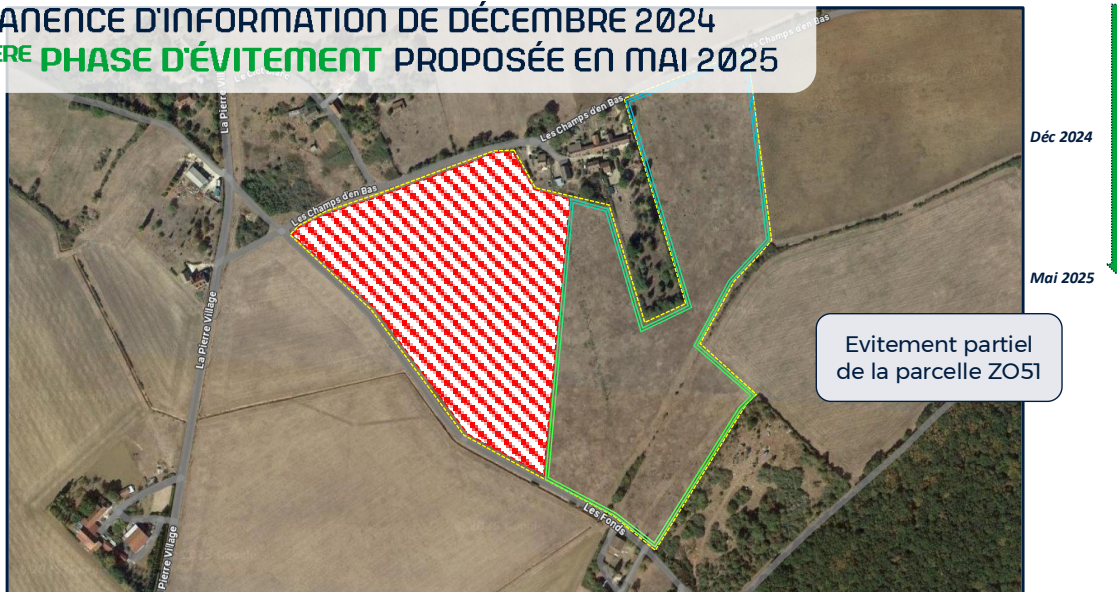 ANENCE D'INFORMATION DE DÉCEMBRE 2024
ERE PHASE D'ÉVITEMENT PROPOSÉE EN MAI 2025
Les Champs d'en Bas
La Pierre Vil
Les Champs d'en Bas
Les Champs d'en Bas
La Pierre Village
Les Fonds
Pierre Village
Déc 2024
Mai 2025
Evitement partiel
de la parcelle ZO51